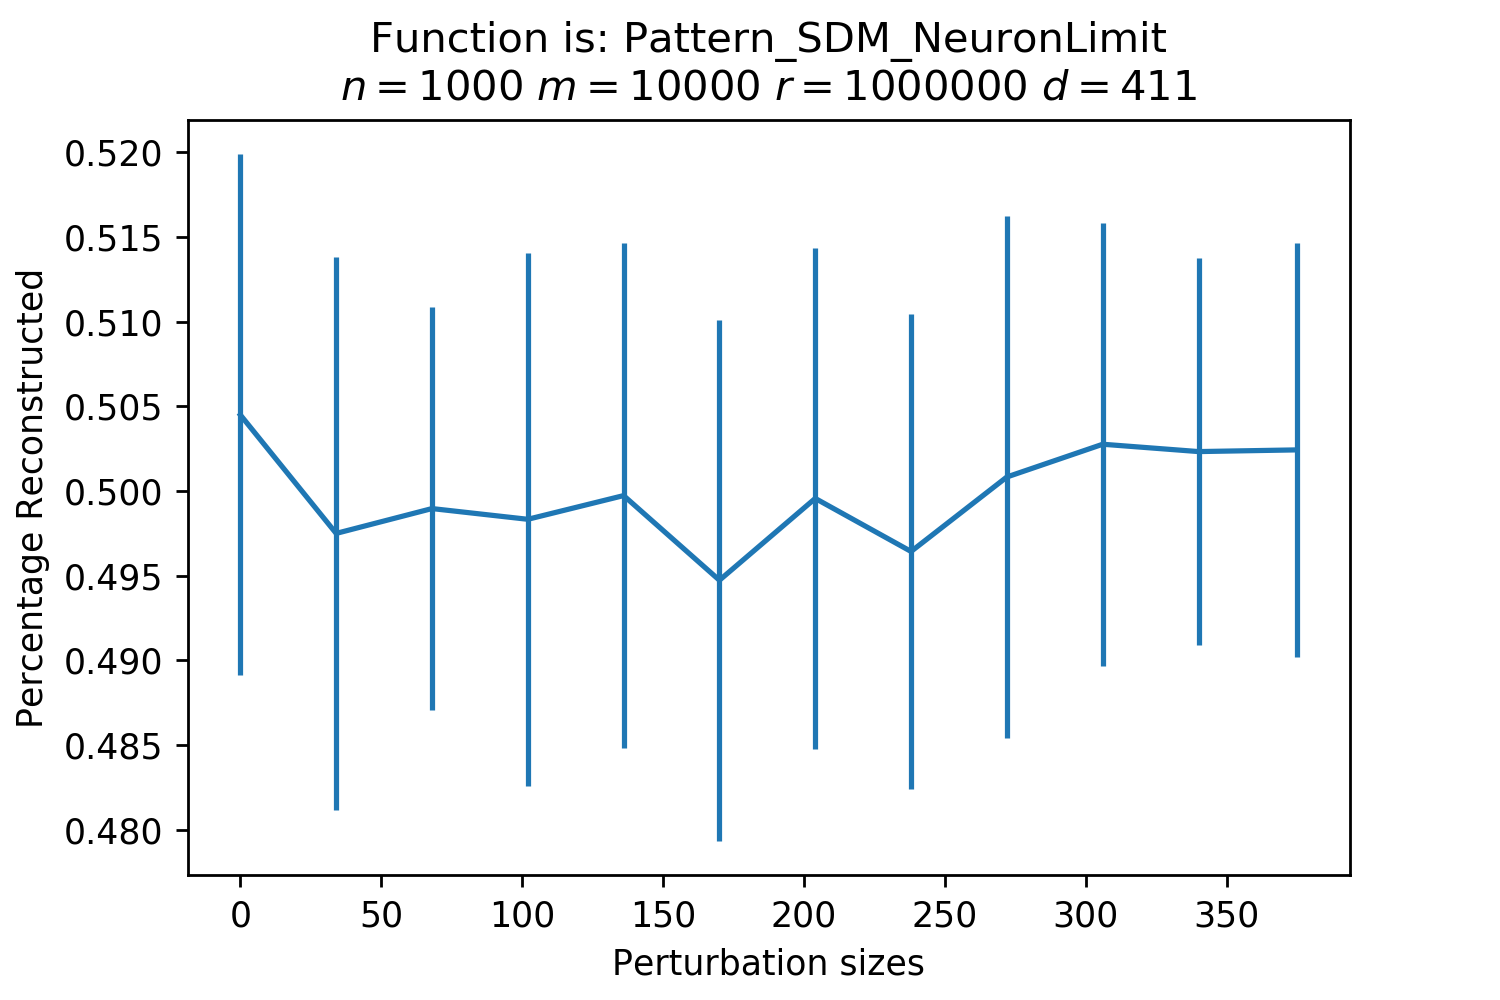 Function is: Pattern_SDM_NeuronLimit
n = 1000 m = 10000 r = 1000000 d = 411
0.520
0.515
0.510
0.505
0.500
0.495
0.490
0.485
0.480
Percentage Reconstructed
0 50 100 150 200 250 300 350
Perturbation sizes